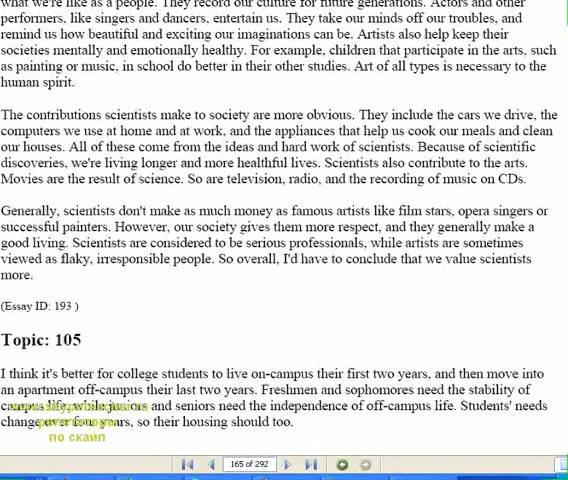 what we're like as a people. They record our culture for future generations. Actors and other
performers, like singers and dancers, entertain us. They take our minds off our troubles, and
remind us how beautiful and exciting our imaginations can be. Artists also help keep their
societies mentally and emotionally healthy. For example, children that participate in the arts, such
as painting or music, in school do better in their other studies. Art of all types is necessary to the
human spirit.
The contributions scientists make to society are more obvious. They include the cars we drive, the
computers we use at home and at work, and the appliances that help us cook our meals and clean
our houses. All of these come from the ideas and hard work of scientists. Because of scientific
discoveries, we're living longer and more healthful lives. Scientists also contribute to the arts.
Movies are the result of science. So are television, radio, and the recording of music on CDs.
Generally, scientists don't make as much money as famous artists like film stars, opera singers or
successful painters. However, our society gives them more respect, and they generally make a
good living. Scientists are considered to be serious professionals, while artists are sometimes
viewed as flaky, irresponsible people. So overall, I'd have to conclude that we value scientists
more.
(Essay ID: 193 )
Topic: 105
I think it's better for college students to live on-campus their first two years, and then move into
an apartment off-campus their last two years. Freshmen and sophomores need the stability of
campus life, while juniors and seniors need the independence of off-campus life. Students' needs
change over four years, so their housing should too.
по скайп
165 of 292